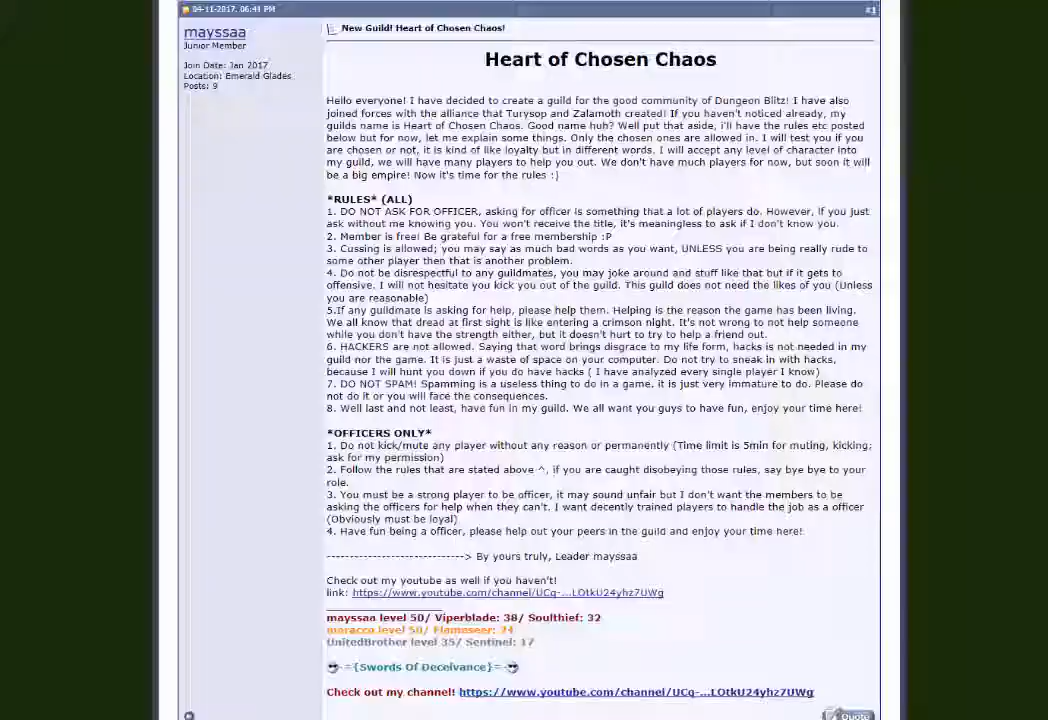 04-11-2017, 06:41 PM
#1
mayssaa
Junior Member
Join Date: Jan 2017
Location: Emerald Glades
Posts: 9
New Guild! Heart of Chosen Chaos!
Heart of Chosen Chaos
Hello everyone! I have decided to create a guild for the good community of Dungeon Blitz! I have also
joined forces with the alliance that Turysop and Zalamoth created! If you haven't noticed already, my
guilds name is Heart of Chosen Chaos. Good name huh? Well put that aside, i'll have the rules etc posted
below but for now, let me explain some things. Only the chosen ones are allowed in. I will test you if you
are chosen or not, it is kind of like loyalty but in different words. I will accept any level of character into
my guild, we will have many players to help you out. We don't have much players for now, but soon it will
be a big empire! Now it's time for the rules :)
*RULES* (ALL)
1. DO NOT ASK FOR OFFICER, asking for officer is something that a lot of players do. However, if you just
ask without me knowing you. You won't receive the title, it's meaningless to ask if I don't know you.
2. Member is free! Be grateful for a free membership :P
3. Cussing is allowed; you may say as much bad words as you want, UNLESS you are being really rude to
some other player then that is another problem.
4. Do not be disrespectful to any guildmates, you may joke around and stuff like that but if it gets to
offensive. I will not hesitate you kick you out of the guild. This guild does not need the likes of you (Unless
you are reasonable)
5.If any guildmate is asking for help, please help them. Helping is the reason the game has been living.
We all know that dread at first sight is like entering a crimson night. It's not wrong to not help someone
while you don't have the strength either, but it doesn't hurt to try to help a friend out.
6. HACKERS are not allowed. Saying that word brings disgrace to my life form, hacks is not needed in my
guild nor the game. It is just a waste of space on your computer. Do not try to sneak in with hacks,
because I will hunt you down if you do have hacks ( I have analyzed every single player I know)
7. DO NOT SPAM! Spamming is a useless thing to do in a game. it is just very immature to do. Please do
not do it or you will face the consequences.
8. Well last and not least, have fun in my guild. We all want you guys to have fun, enjoy your time here!
*OFFICERS ONLY*
1. Do not kick/mute any player without any reason or permanently (Time limit is 5min for muting, kicking;
ask for my permission)
2. Follow the rules that are stated above ^, if you are caught disobeying those rules, say bye bye to your
role.
3. You must be a strong player to be officer, it may sound unfair but I don't want the members to be
asking the officers for help when they can't. I want decently trained players to handle the job as a officer
(Obviously must be loyal)
4. Have fun being a officer, please help out your peers in the guild and enjoy your time here!
-----------------------------> By yours truly, Leader mayssaa
Check out my youtube as well if you haven't!
link: https://www.youtube.com/channel/UCq-...LOtkU24yhz7UWg
mayssaa level 50/ Viperblade: 38/ Soulthief: 32
moracco level 50/ Flameseer: 24
UnitedBrother level 35/ Sentinel: 17
-={Swords Of Deceivance}=-
Check out my channel! https://www.youtube.com/channel/UCq-...LOtkU24yhz7UWg
Quote